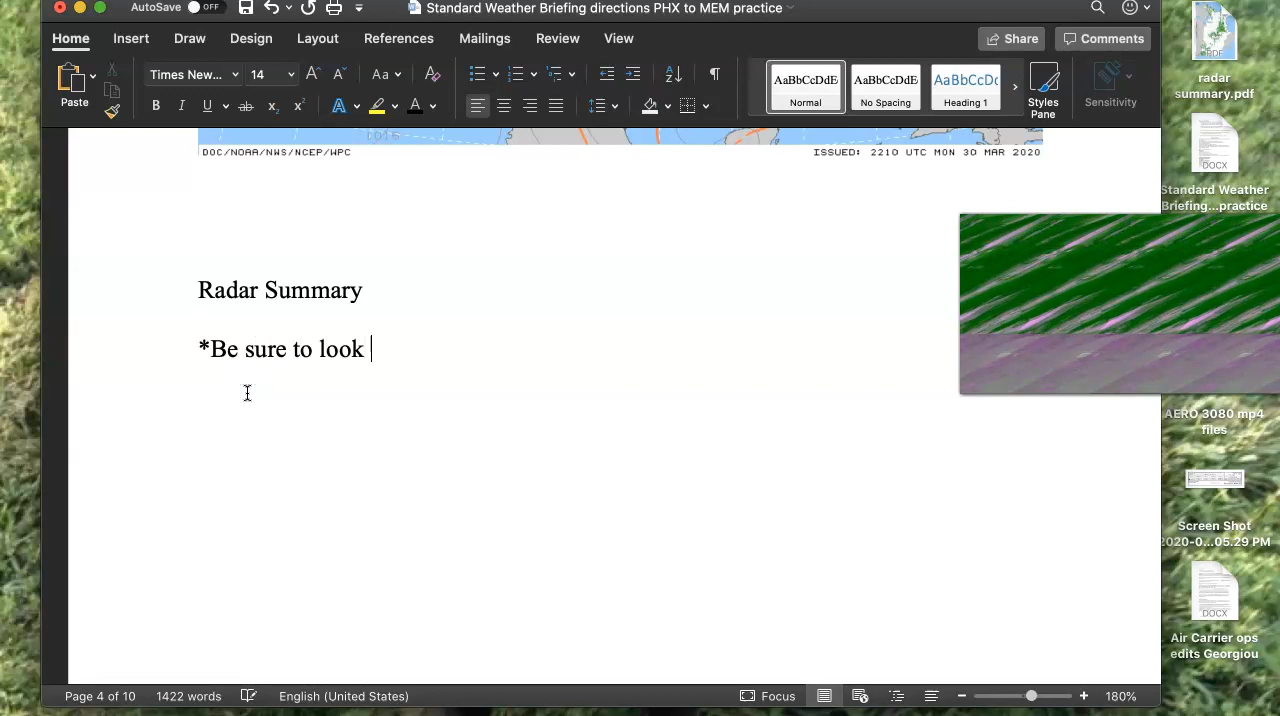 AutoSave OFF
Standard Weather Briefing directions PHX to MEM practice
Home Insert Draw Design Layout References Mailings Review View
Share Comments
Paste
Times New... 14
AaBbCcDdE
Normal
AaBbCcDdE
No Spacing
AaBbCcDc
Heading 1
Styles
Pane
Sensitivity
DOC/NOAA/NWS/NCEP
ISSUED: 2210 UTC 30 MAR 2020
Radar Summary
*Be sure to look
PDF
radar
summary.pdf
DOCX
Standard Weather
Briefing...practice
AERO 3080 mp4
files
Screen Shot
2020-0...05.29 PM
DOCX
Air Carrier ops
edits Georgiou
Page 4 of 10 1422 words English (United States) Focus 180%